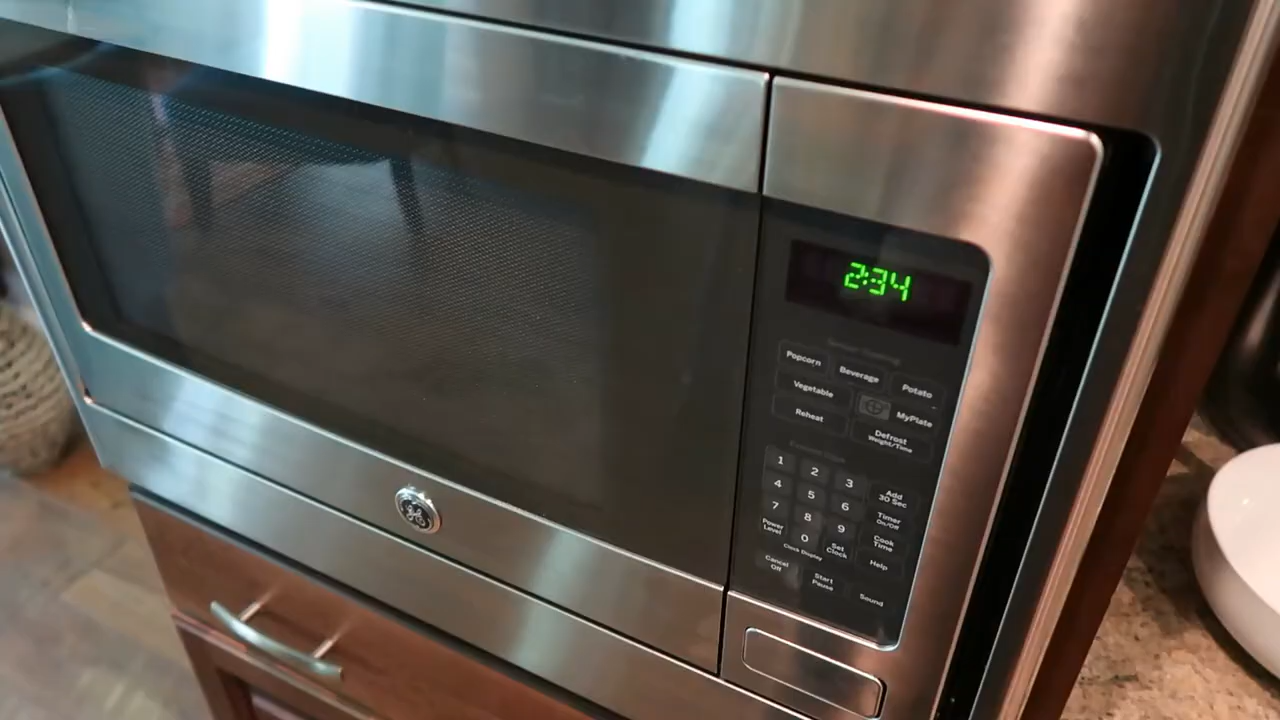 2:34
Popcorn Beverage Potato
Vegetable MyPlate
Reheat Defrost
Weight/Time
1 2 3 Add
30 Sec
4 5 6 Timer
On/Off
7 8 9 Cook
Time
Power
Level 0 Set
Clock Help
Clock Display
Cancel
Off Start
Pause Sound
GE